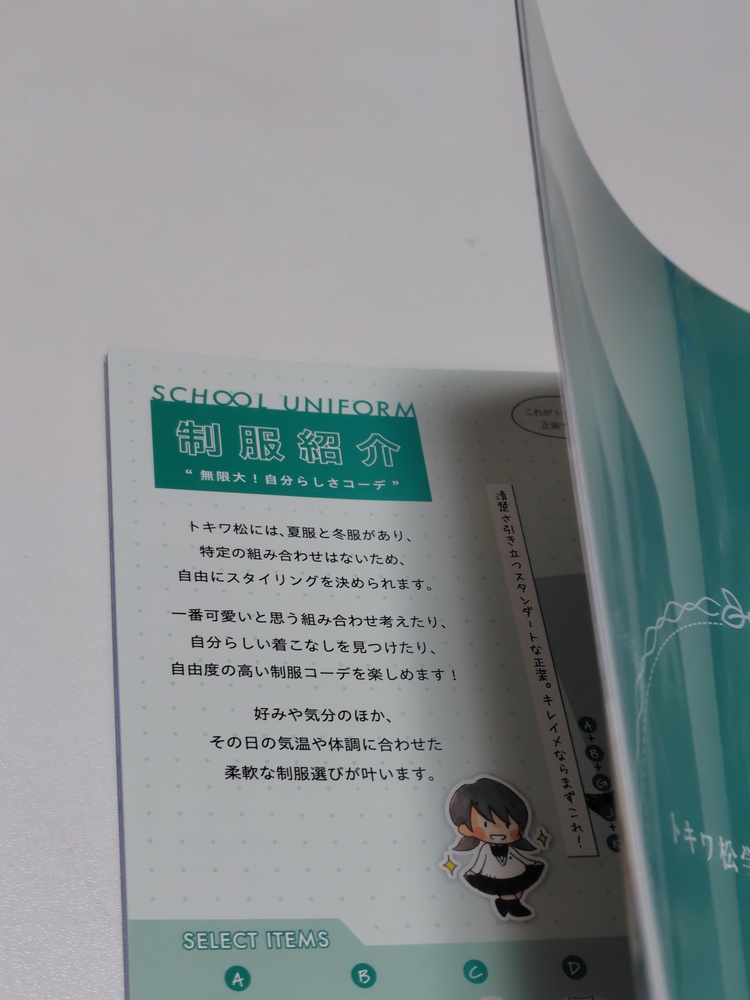 SCHOOL UNIFORM
制服紹介
“ 無限大！自分らしさコーデ ”
トキワ松には、夏服と冬服があり、
特定の組み合わせはないため、
自由にスタイリングを決められます。
一番可愛いと思う組み合わせ考えたり、
自分らしい着こなしを見つけたり、
自由度の高い制服コーデを楽しめます！
好みや気分のほか、
その日の気温や体調に合わせた
柔軟な制服選びが叶います。
これがト
正装
清楚さ引き立つスタンダートな正装。キレイメならまずこれ！
A+B+G+J+K
SELECT ITEMS
A
B
C
D
トキワ松学